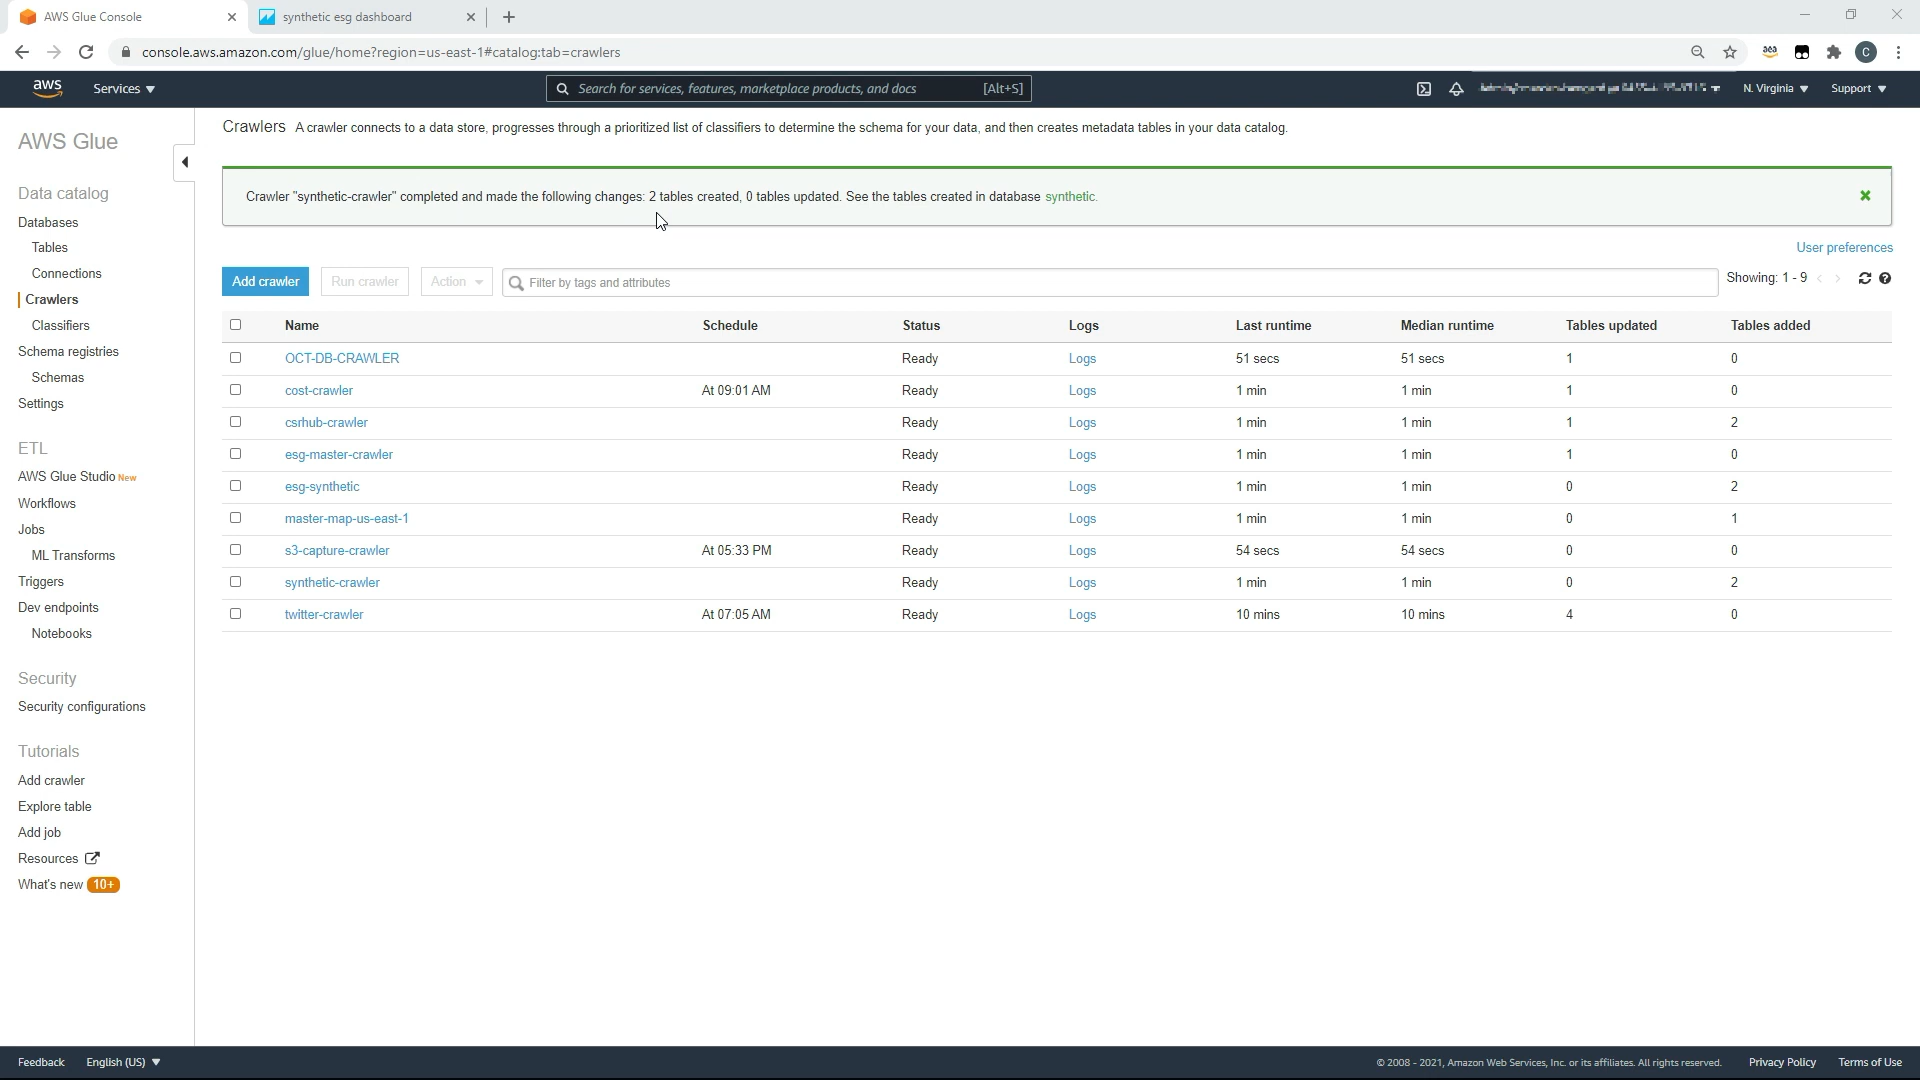 AWS Glue Console
synthetic esg dashboard
console.aws.amazon.com/glue/home?region=us-east-1#catalog:tab=crawlers
C
aws
Services
Search for services, features, marketplace products, and docs [Alt+S]
N. Virginia
Support
AWS Glue
Data catalog
Databases
Tables
Connections
Crawlers
Classifiers
Schema registries
Schemas
Settings
ETL
AWS Glue Studio New
Workflows
Jobs
ML Transforms
Triggers
Dev endpoints
Notebooks
Security
Security configurations
Tutorials
Add crawler
Explore table
Add job
Resources
What's new 10+
Crawlers A crawler connects to a data store, progresses through a prioritized list of classifiers to determine the schema for your data, and then creates metadata tables in your data catalog.
Crawler "synthetic-crawler" completed and made the following changes: 2 tables created, 0 tables updated. See the tables created in database synthetic.
User preferences
Add crawler Run crawler Action Filter by tags and attributes Showing: 1 - 9
Name Schedule Status Logs Last runtime Median runtime Tables updated Tables added
OCT-DB-CRAWLER Ready Logs 51 secs 51 secs 1 0
cost-crawler At 09:01 AM Ready Logs 1 min 1 min 1 0
csrhub-crawler Ready Logs 1 min 1 min 1 2
esg-master-crawler Ready Logs 1 min 1 min 1 0
esg-synthetic Ready Logs 1 min 1 min 0 2
master-map-us-east-1 Ready Logs 1 min 1 min 0 1
s3-capture-crawler At 05:33 PM Ready Logs 54 secs 54 secs 0 0
synthetic-crawler Ready Logs 1 min 1 min 0 2
twitter-crawler At 07:05 AM Ready Logs 10 mins 10 mins 4 0
Feedback English (US)
© 2008 - 2021, Amazon Web Services, Inc. or its affiliates. All rights reserved. Privacy Policy Terms of Use